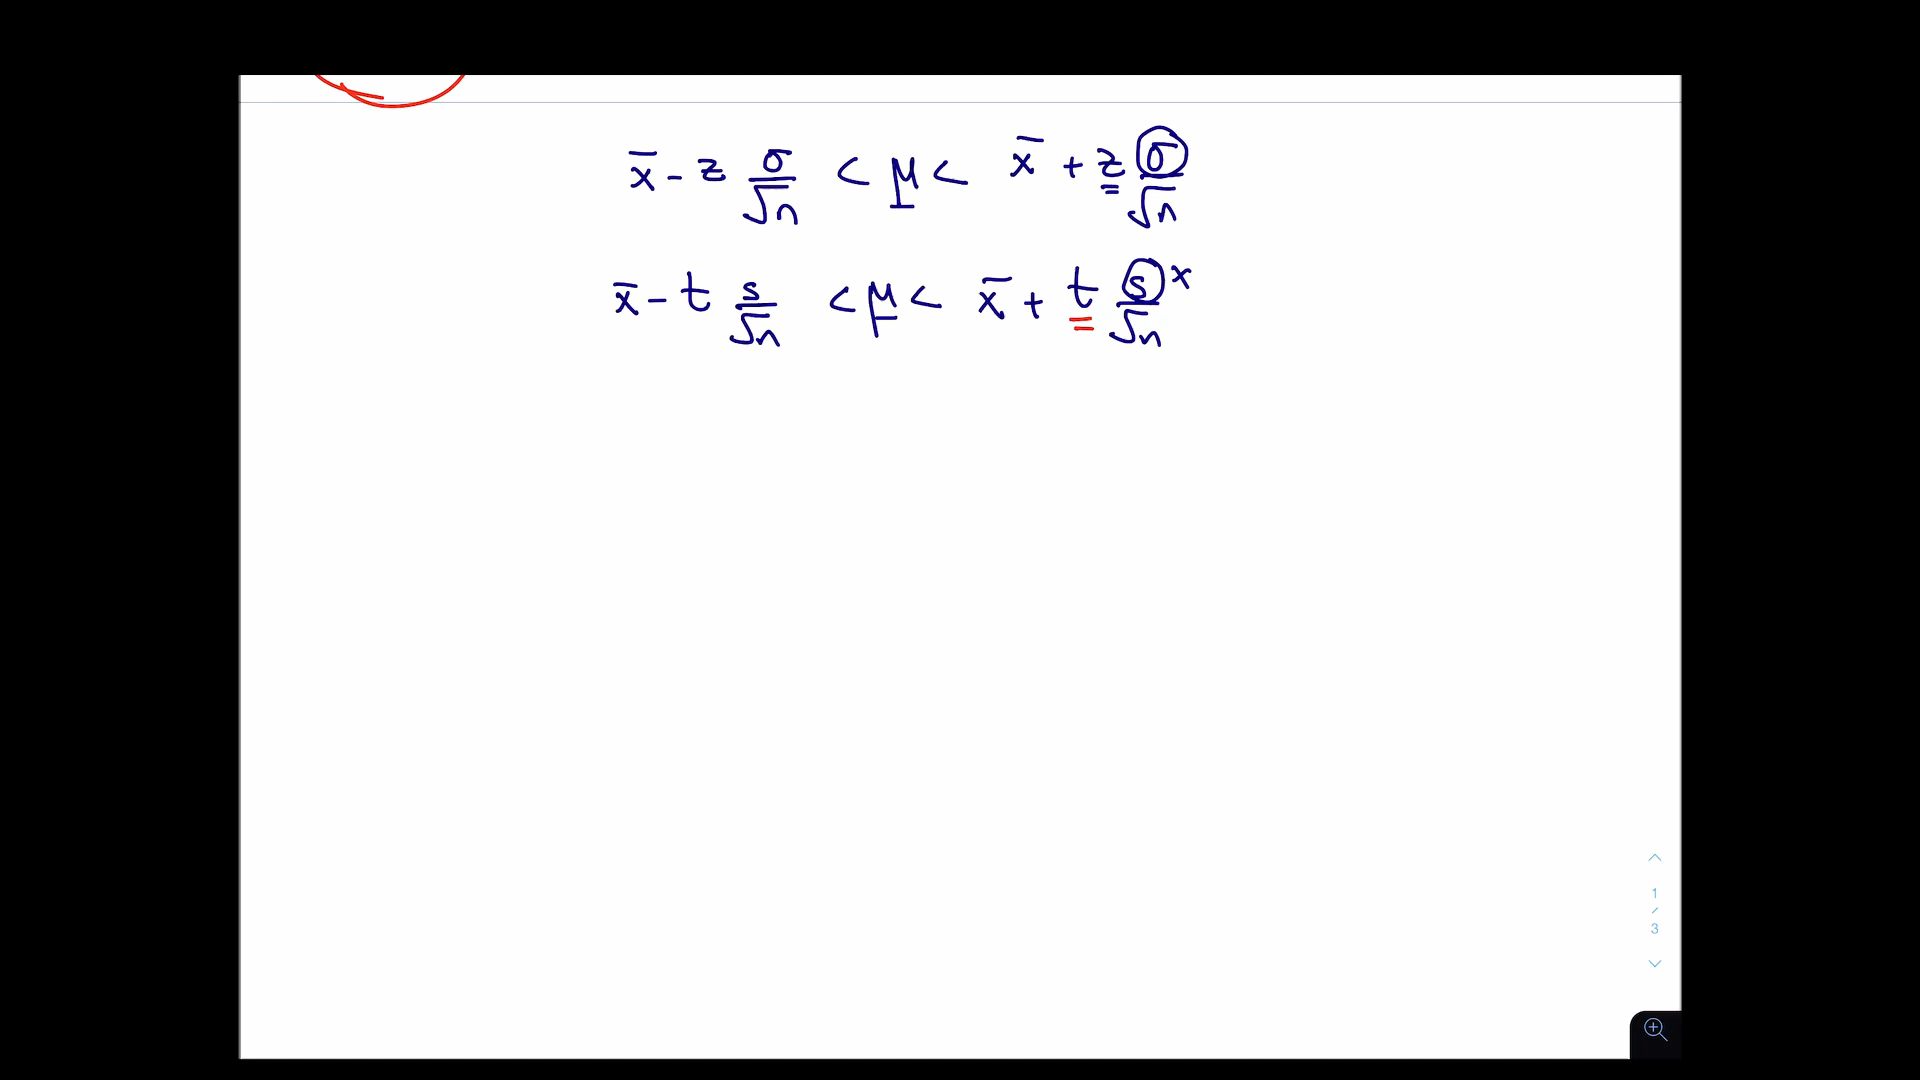 x̄ - z σ/√n < μ < x̄ + z σ/√n
x̄ - t s/√n < μ < x̄ + t s/√n x
1
/
3